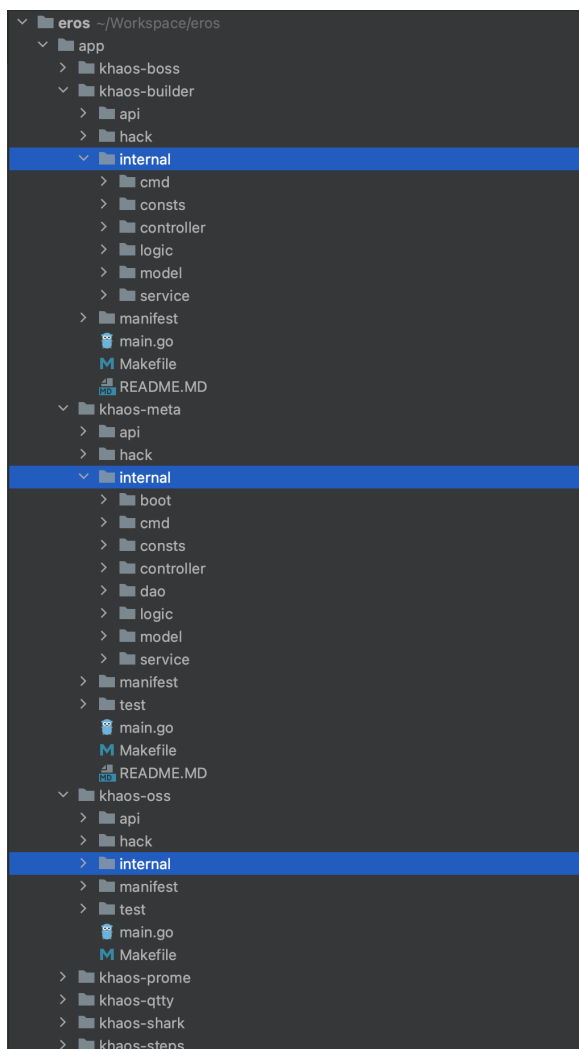 eros ~/Workspace/eros
app
khaos-boss
khaos-builder
api
hack
internal
cmd
consts
controller
logic
model
service
manifest
main.go
Makefile
README.MD
khaos-meta
api
hack
internal
boot
cmd
consts
controller
dao
logic
model
service
manifest
test
main.go
Makefile
README.MD
khaos-oss
api
hack
internal
manifest
test
main.go
Makefile
khaos-prome
khaos-qtty
khaos-shark
khaos-steps